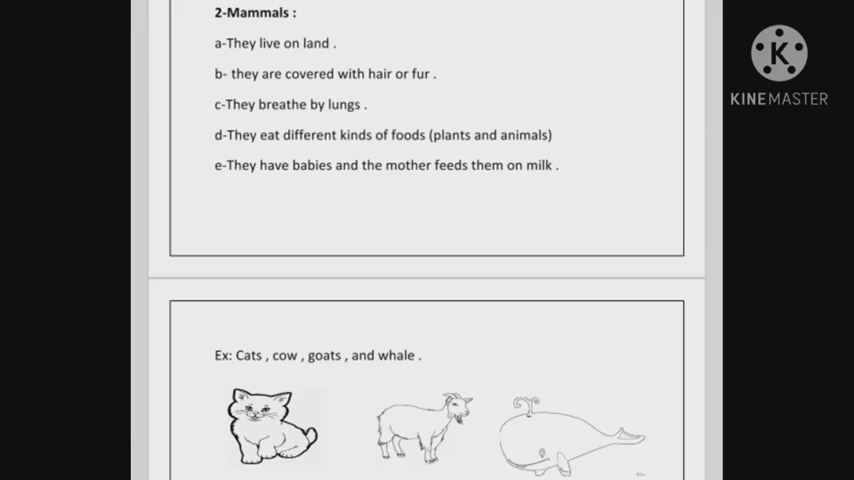 2-Mammals :
a-They live on land .
b- they are covered with hair or fur .
c-They breathe by lungs .
d-They eat different kinds of foods (plants and animals)
e-They have babies and the mother feeds them on milk .
Ex: Cats , cow , goats , and whale .
K
KINEMASTER